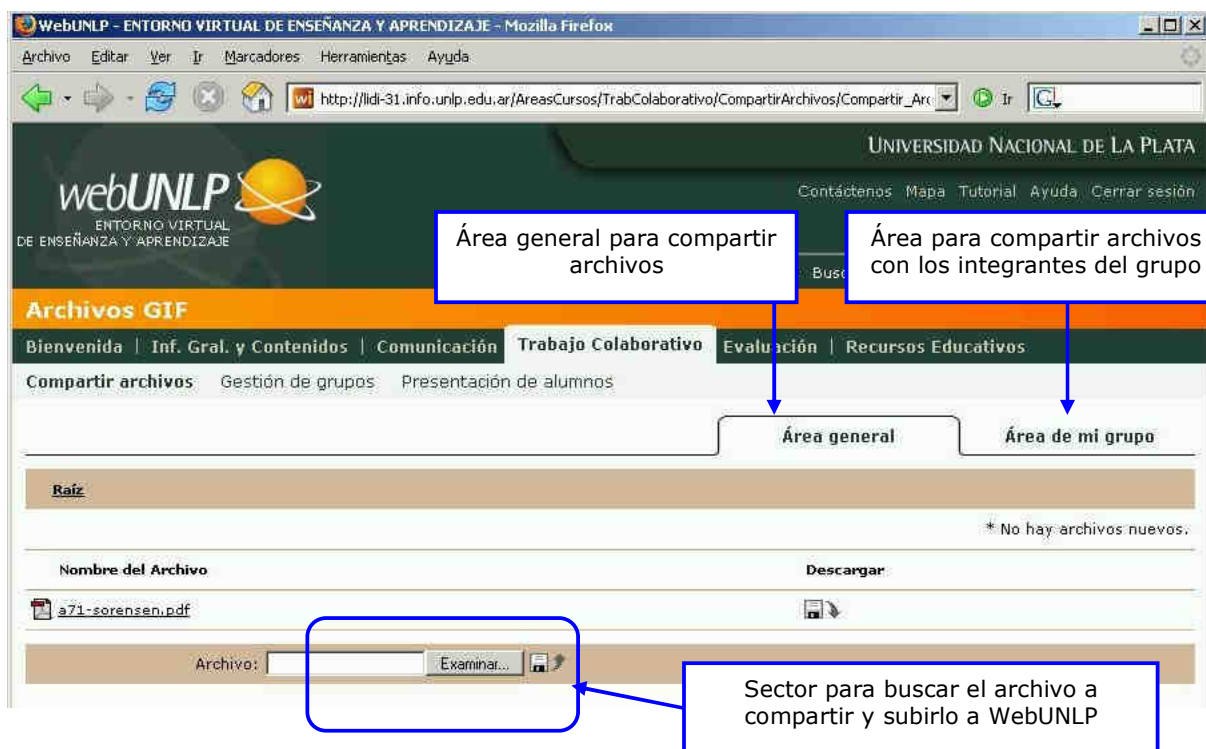 WebUNLP - ENTORNO VIRTUAL DE ENSEÑANZA Y APRENDIZAJE - Mozilla Firefox
Archivo Editar Ver Ir Marcadores Herramientas Ayuda
http://lidi-31.info.unlp.edu.ar/AreasCursos/TrabColaborativo/CompartirArchivos/Compartir_Arc Ir
UNIVERSIDAD NACIONAL DE LA PLATA
webUNLP
ENTORNO VIRTUAL
DE ENSEÑANZA Y APRENDIZAJE
Contáctenos Mapa Tutorial Ayuda Cerrar sesión
Área general para compartir
archivos
Área para compartir archivos
con los integrantes del grupo
Archivos GIF
Bienvenida | Inf. Gral. y Contenidos | Comunicación Trabajo Colaborativo Evaluación | Recursos Educativos
Compartir archivos Gestión de grupos Presentación de alumnos
Área general Área de mi grupo
Raíz
* No hay archivos nuevos.
Nombre del Archivo Descargar
a71-sorensen.pdf
Archivo: Examinar...
Sector para buscar el archivo a
compartir y subirlo a WebUNLP